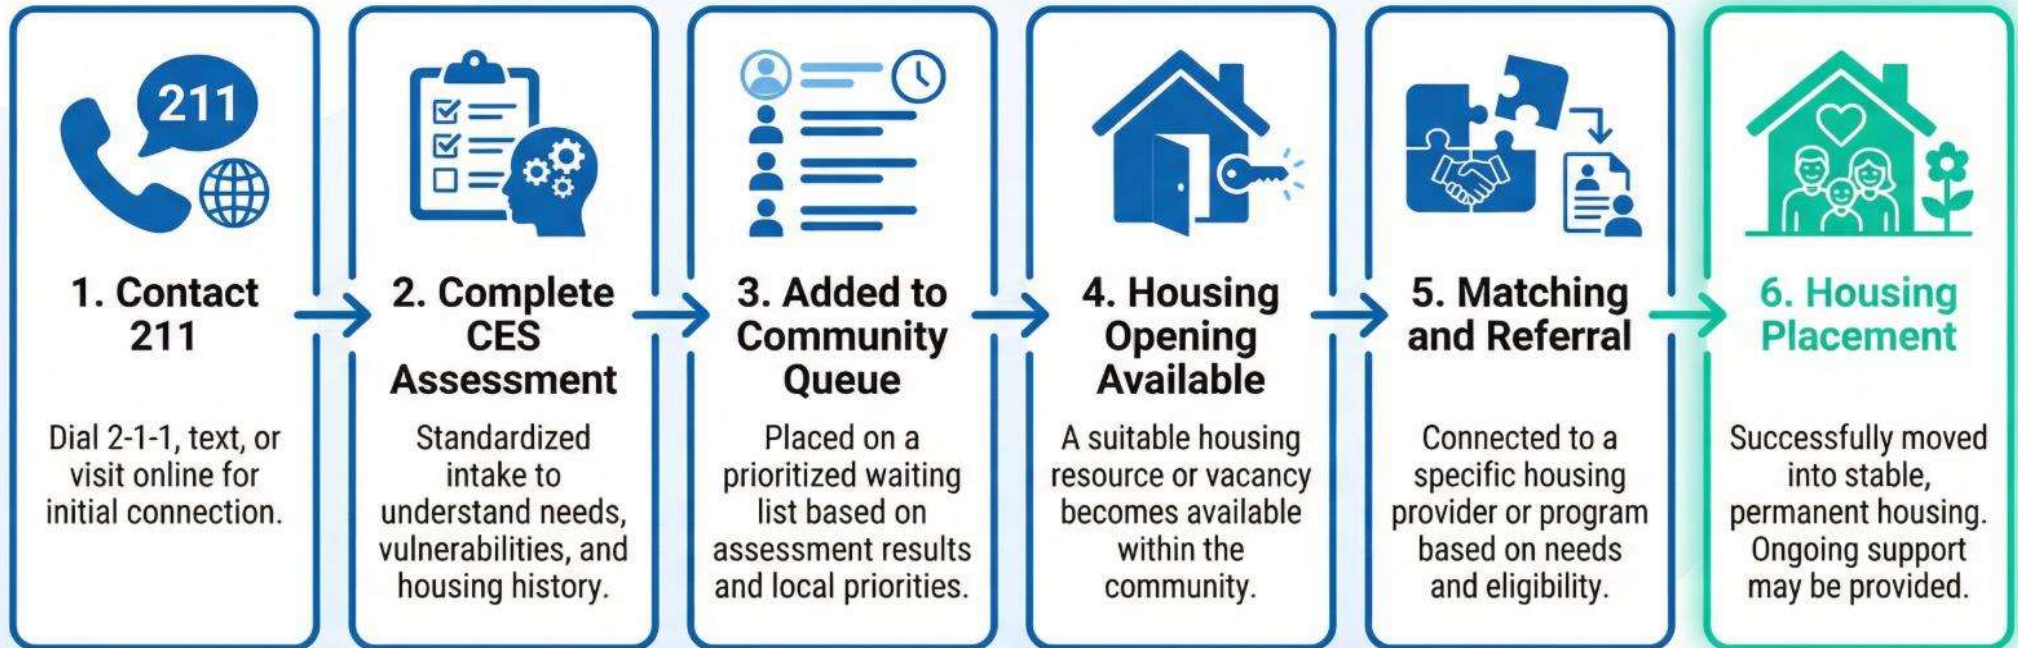 211
1. Contact
211
Dial 2-1-1, text, or
visit online for
initial connection.
2. Complete
CES
Assessment
Standardized
intake to
understand needs,
vulnerabilities, and
housing history.
3. Added to
Community
Queue
Placed on a
prioritized waiting
list based on
assessment results
and local priorities.
4. Housing
Opening
Available
A suitable housing
resource or vacancy
becomes available
within the
community.
5. Matching
and Referral
Connected to a
specific housing
provider or program
based on needs
and eligibility.
6. Housing
Placement
Successfully moved
into stable,
permanent housing.
Ongoing support
may be provided.